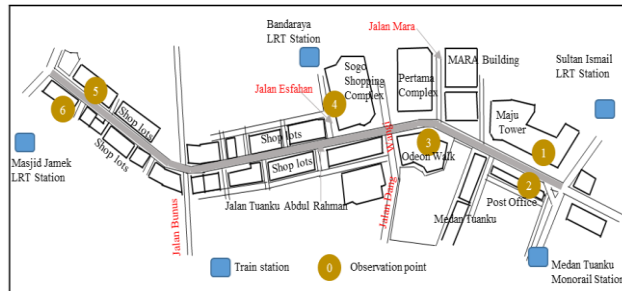 Bandaraya
LRT Station
Jalan Mara
MARA Building
Sultan Ismail
LRT Station
Sogo
Shopping
Complex
Pertama
Complex
Jalan Esfahan
4
5
6
Shop lots
Shop lots
Shop lots
Shop lots
Maju
Tower
1
2
3
Odeon Walk
Masjid Jamek
LRT Station
Jalan Bunus
Jalan Tuanku Abdul Rahman
Jalan Dang
Wangi
Medan Tuanku
Post Office
Train station
0
Observation point
Medan Tuanku
Monorail Station